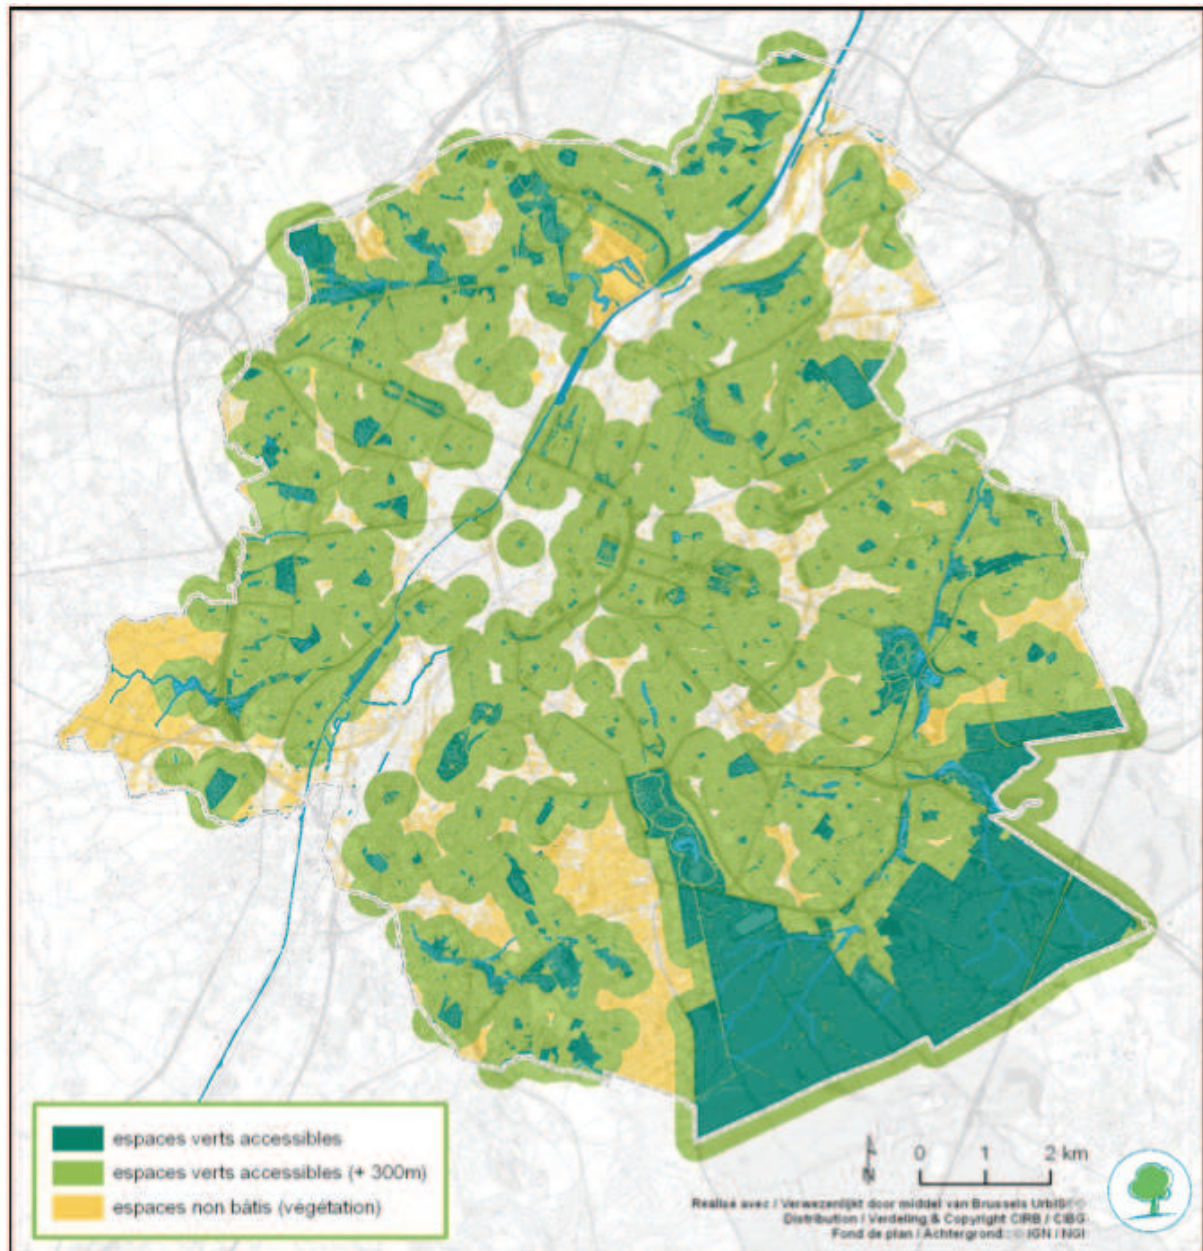 espaces verts accessibles
espaces verts accessibles (+ 300m)
espaces non bâtis (végétation)
N
0 1 2 km
Réalisé avec / Verwezenlijkt door middel van Brussels UrbIS®©
Distribution / Verdeling & Copyright CIRB / CIBG
Fond de plan / Achtergrond : © IGN / NGI